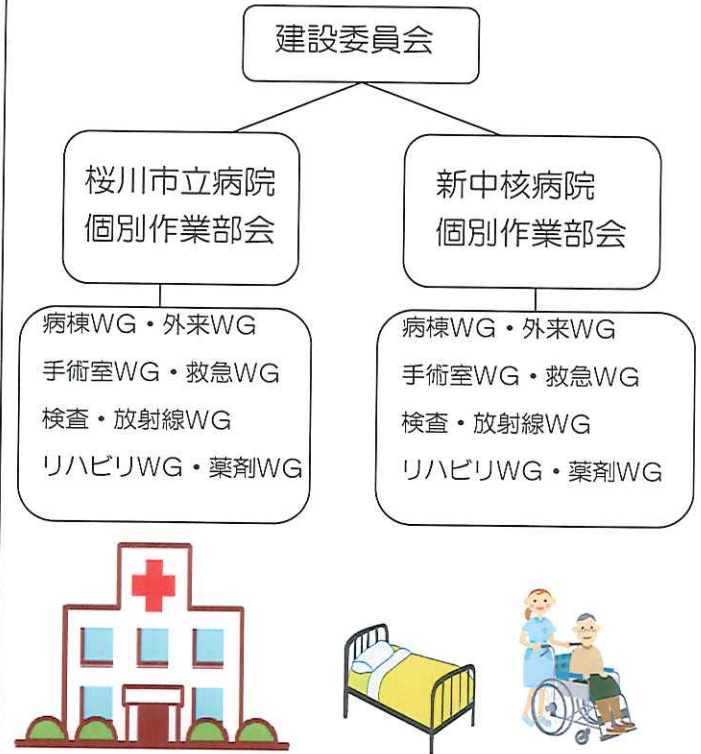 建設委員会
桜川市立病院
個別作業部会
病棟WG・外来WG
手術室WG・救急WG
検査・放射線WG
リハビリWG・薬剤WG
新中核病院
個別作業部会
病棟WG・外来WG
手術室WG・救急WG
検査・放射線WG
リハビリWG・薬剤WG